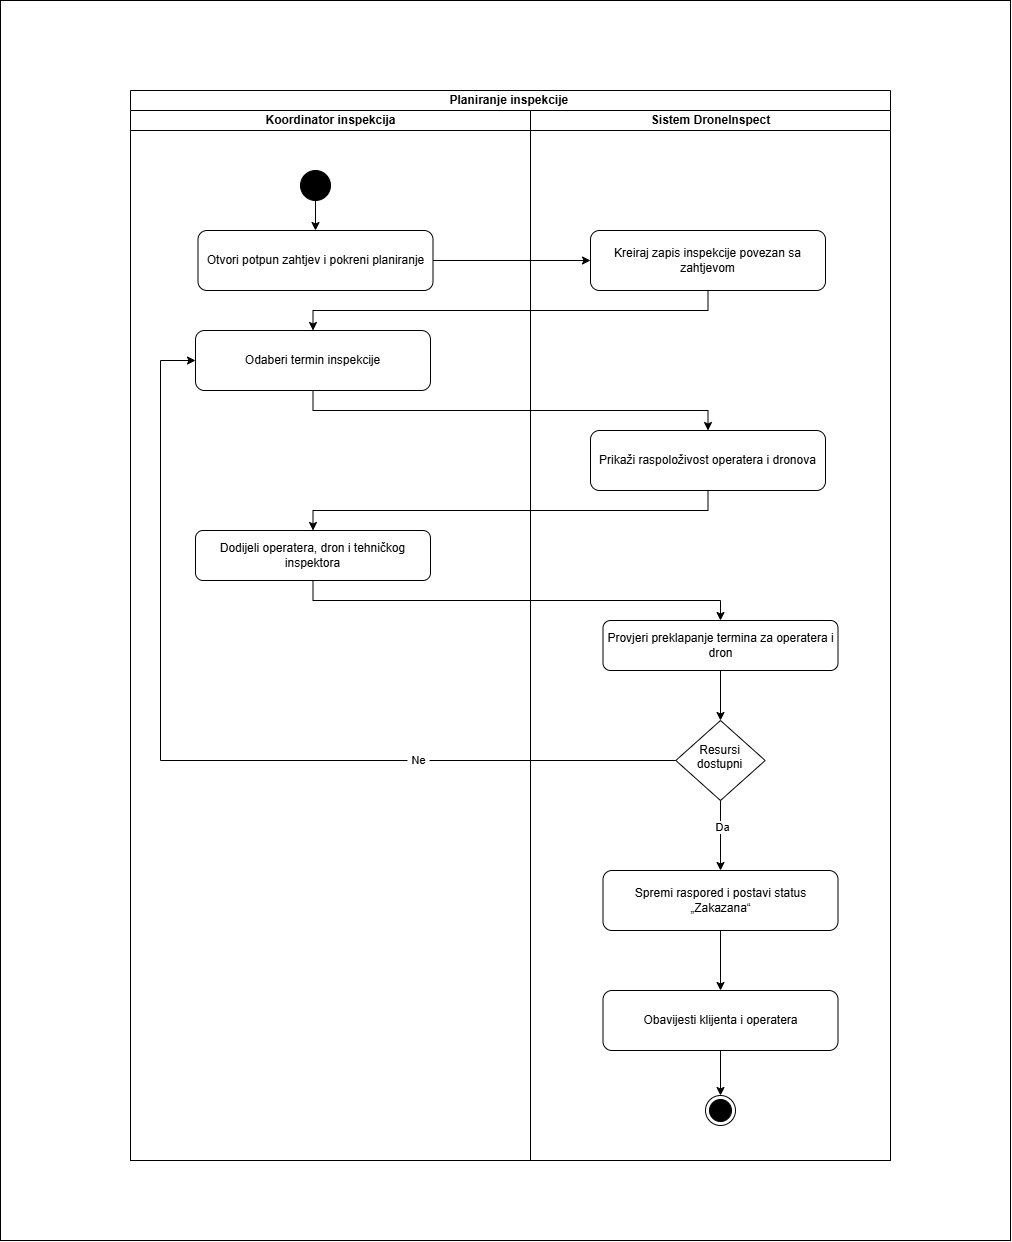 Planiranje inspekcije
Koordinator inspekcija
Sistem DroneInspect
Otvori potpun zahtjev i pokreni planiranje
Kreiraj zapis inspekcije povezan sa
zahtjevom
Odaberi termin inspekcije
Prikaži raspoloživost operatera i dronova
Dodijeli operatera, dron i tehničkog
inspektora
Provjeri preklapanje termina za operatera i
dron
Resursi
dostupni
Ne
Da
Spremi raspored i postavi status
„Zakazana“
Obavijesti klijenta i operatera